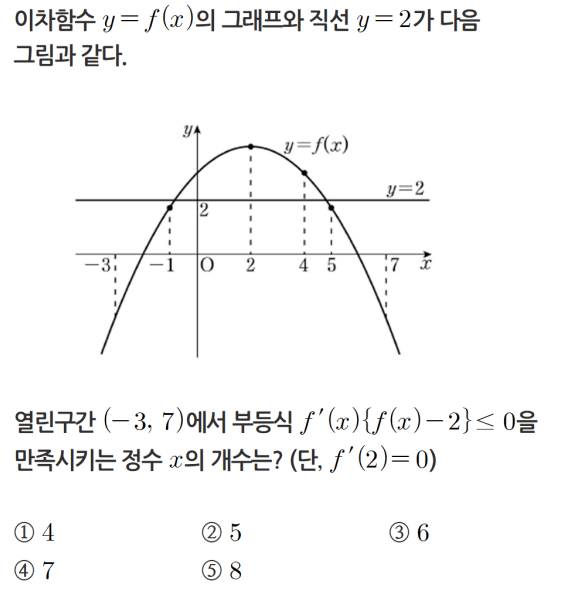 이차함수 y=f(x)의 그래프와 직선 y=2가 다음
그림과 같다.
y
y=f(x)
y=2
2
-3 -1 O 2 4 5 7 x
열린구간 (-3, 7)에서 부등식 f'(x){f(x)-2}≤0을
만족시키는 정수 x의 개수는? (단, f'(2)=0)
① 4 ② 5 ③ 6
④ 7 ⑤ 8